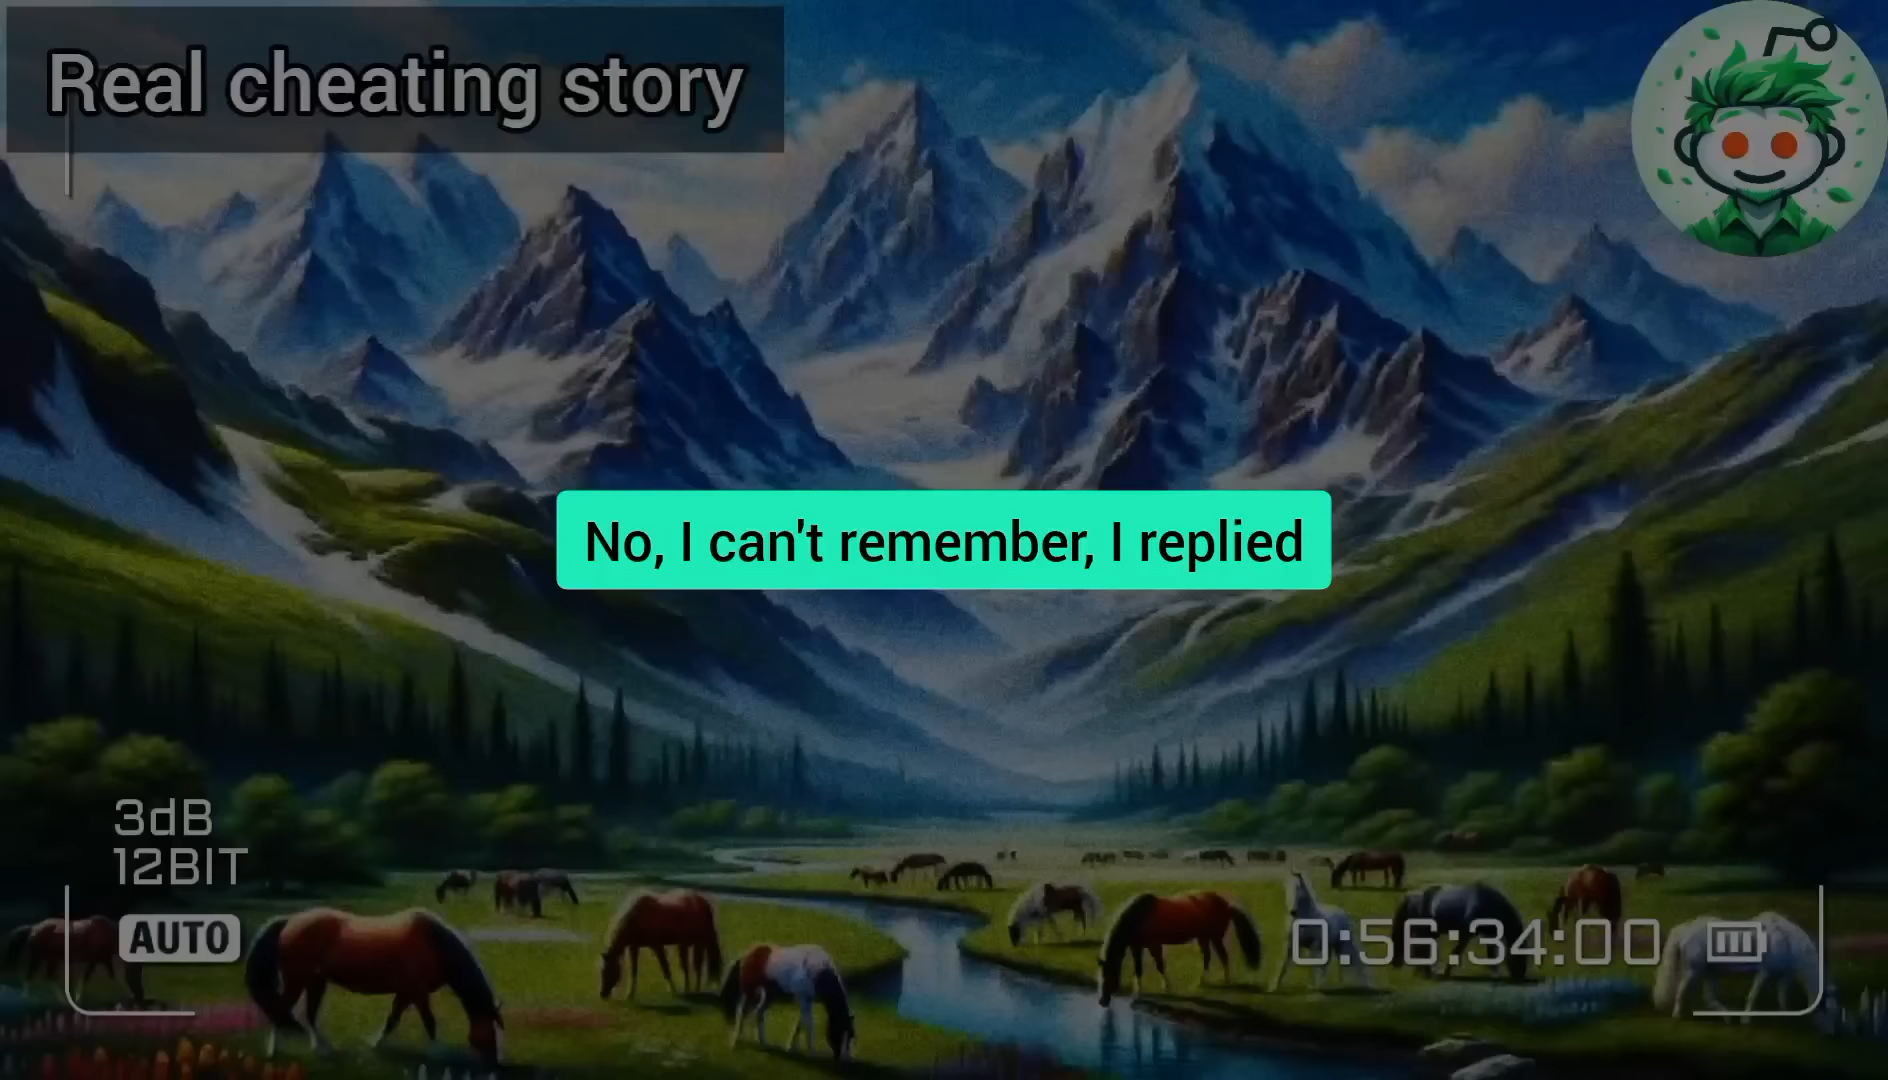 Real cheating story
No, I can't remember, I replied
3dB
12BIT
AUTO
0:56:34:00